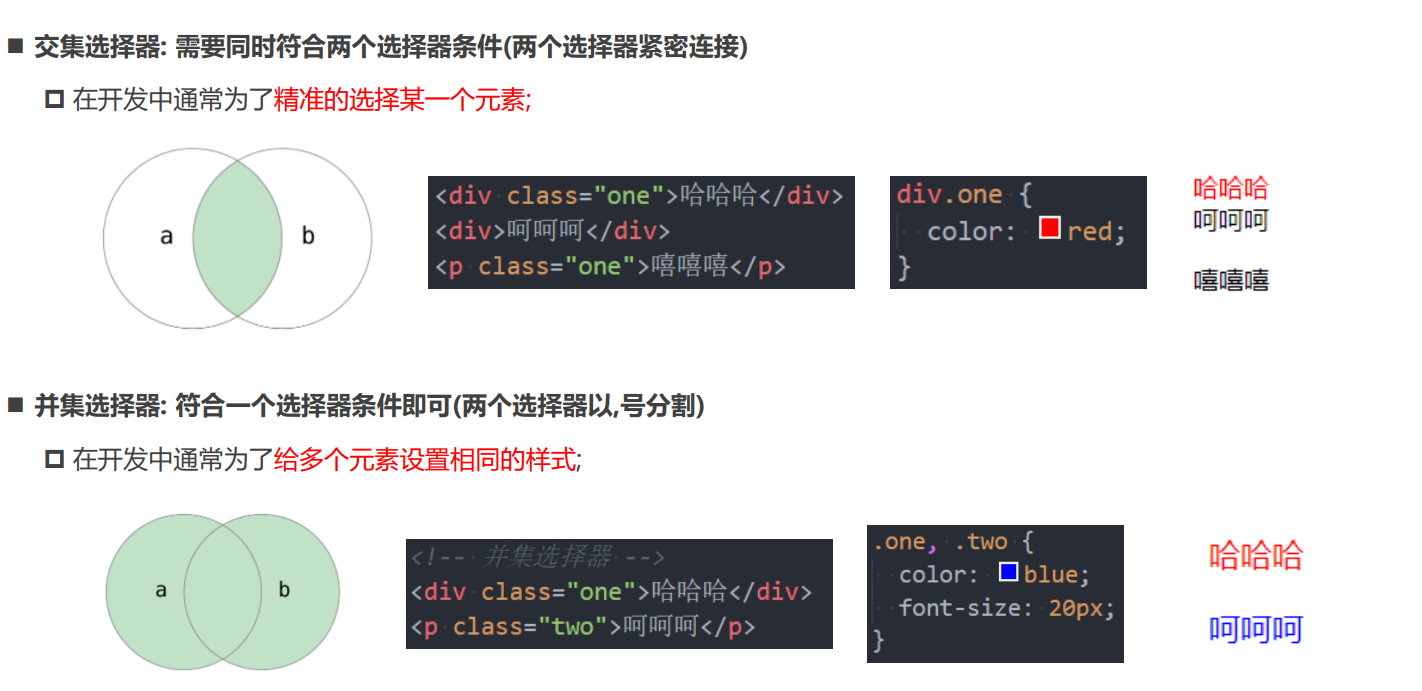 ■ 交集选择器: 需要同时符合两个选择器条件(两个选择器紧密连接)
在开发中通常为了精准的选择某一个元素;
a b
<div class="one">哈哈哈</div>
<div>呵呵呵</div>
<p class="one">嘻嘻嘻</p>
div.one {
color: red;
}
哈哈哈
呵呵呵
嘻嘻嘻
■ 并集选择器: 符合一个选择器条件即可(两个选择器以,号分割)
在开发中通常为了给多个元素设置相同的样式;
a b
<!-- 并集选择器 -->
<div class="one">哈哈哈</div>
<p class="two">呵呵呵</p>
.one, .two {
color: blue;
font-size: 20px;
}
哈哈哈
呵呵呵